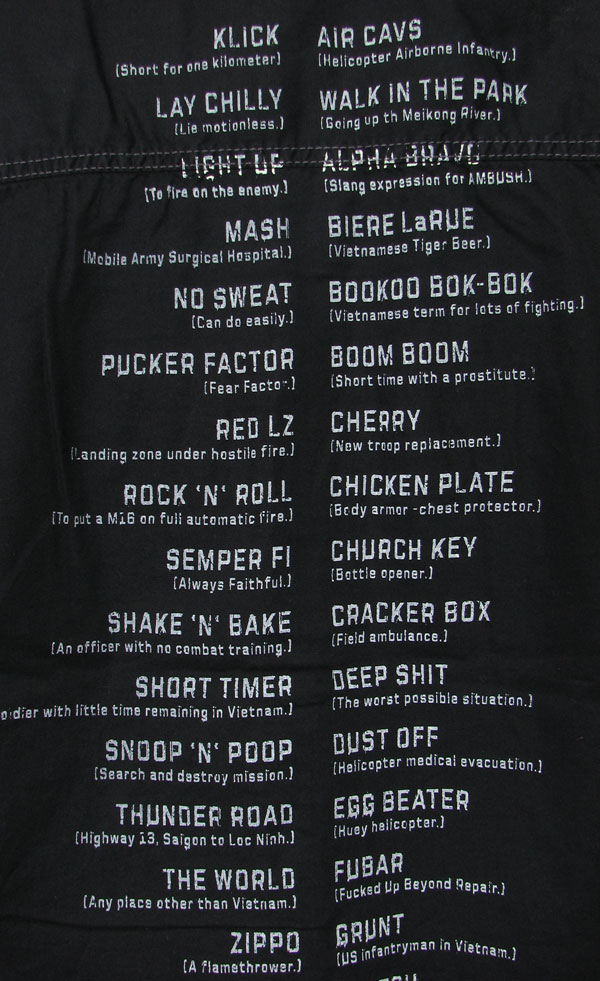 KLICK
(Short for one kilometer)
LAY CHILLY
(Lie motionless.)
LIGHT UP
(To fire on the enemy.)
MASH
(Mobile Army Surgical Hospital.)
NO SWEAT
(Can do easily.)
PUCKER FACTOR
(Fear Factor.)
RED LZ
(Landing zone under hostile fire.)
ROCK 'N' ROLL
(To put a M16 on full automatic fire.)
SEMPER FI
(Always Faithful.)
SHAKE 'N' BAKE
(An officer with no combat training.)
SHORT TIMER
oldier with little time remaining in Vietnam.)
SNOOP 'N' POOP
(Search and destroy mission.)
THUNDER ROAD
(Highway 13, Saigon to Loc Ninh.)
THE WORLD
(Any place other than Vietnam.)
ZIPPO
(A flamethrower.)
AIR CAVS
(Helicopter Airborne Infantry.)
WALK IN THE PARK
(Going up th Meikong River.)
ALPHA BRAVO
(Slang expression for AMBUSH.)
BIERE LaRUE
(Vietnamese Tiger Beer.)
BOOKOO BOK-BOK
(Vietnamese term for lots of fighting.)
BOOM BOOM
(Short time with a prostitute.)
CHERRY
(New troop replacement.)
CHICKEN PLATE
(Body armor -chest protector.)
CHURCH KEY
(Bottle opener.)
CRACKER BOX
(Field ambulance.)
DEEP SHIT
(The worst possible situation.)
DUST OFF
(Helicopter medical evacuation.)
EGG BEATER
(Huey helicopter.)
FUBAR
(Fucked Up Beyond Repair.)
GRUNT
(US infantryman in Vietnam.)